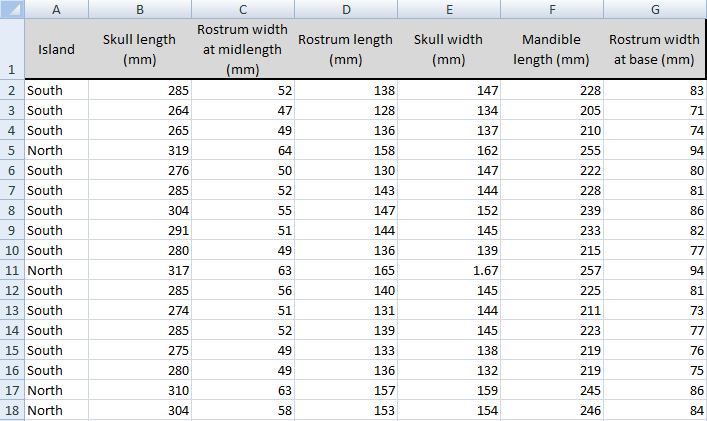 A B C D E F G
1 Island Skull length (mm) Rostrum width at midlength (mm) Rostrum length (mm) Skull width (mm) Mandible length (mm) Rostrum width at base (mm)
2 South 285 52 138 147 228 83
3 South 264 47 128 134 205 71
4 South 265 49 136 137 210 74
5 North 319 64 158 162 255 94
6 South 276 50 130 147 222 80
7 South 285 52 143 144 228 81
8 South 304 55 147 152 239 86
9 South 291 51 144 145 233 82
10 South 280 49 136 139 215 77
11 North 317 63 165 1.67 257 94
12 South 285 56 140 145 225 81
13 South 274 51 131 144 211 73
14 South 285 52 139 145 223 77
15 South 275 49 133 138 219 76
16 South 280 49 136 132 219 75
17 North 310 63 157 159 245 86
18 North 304 58 153 154 246 84